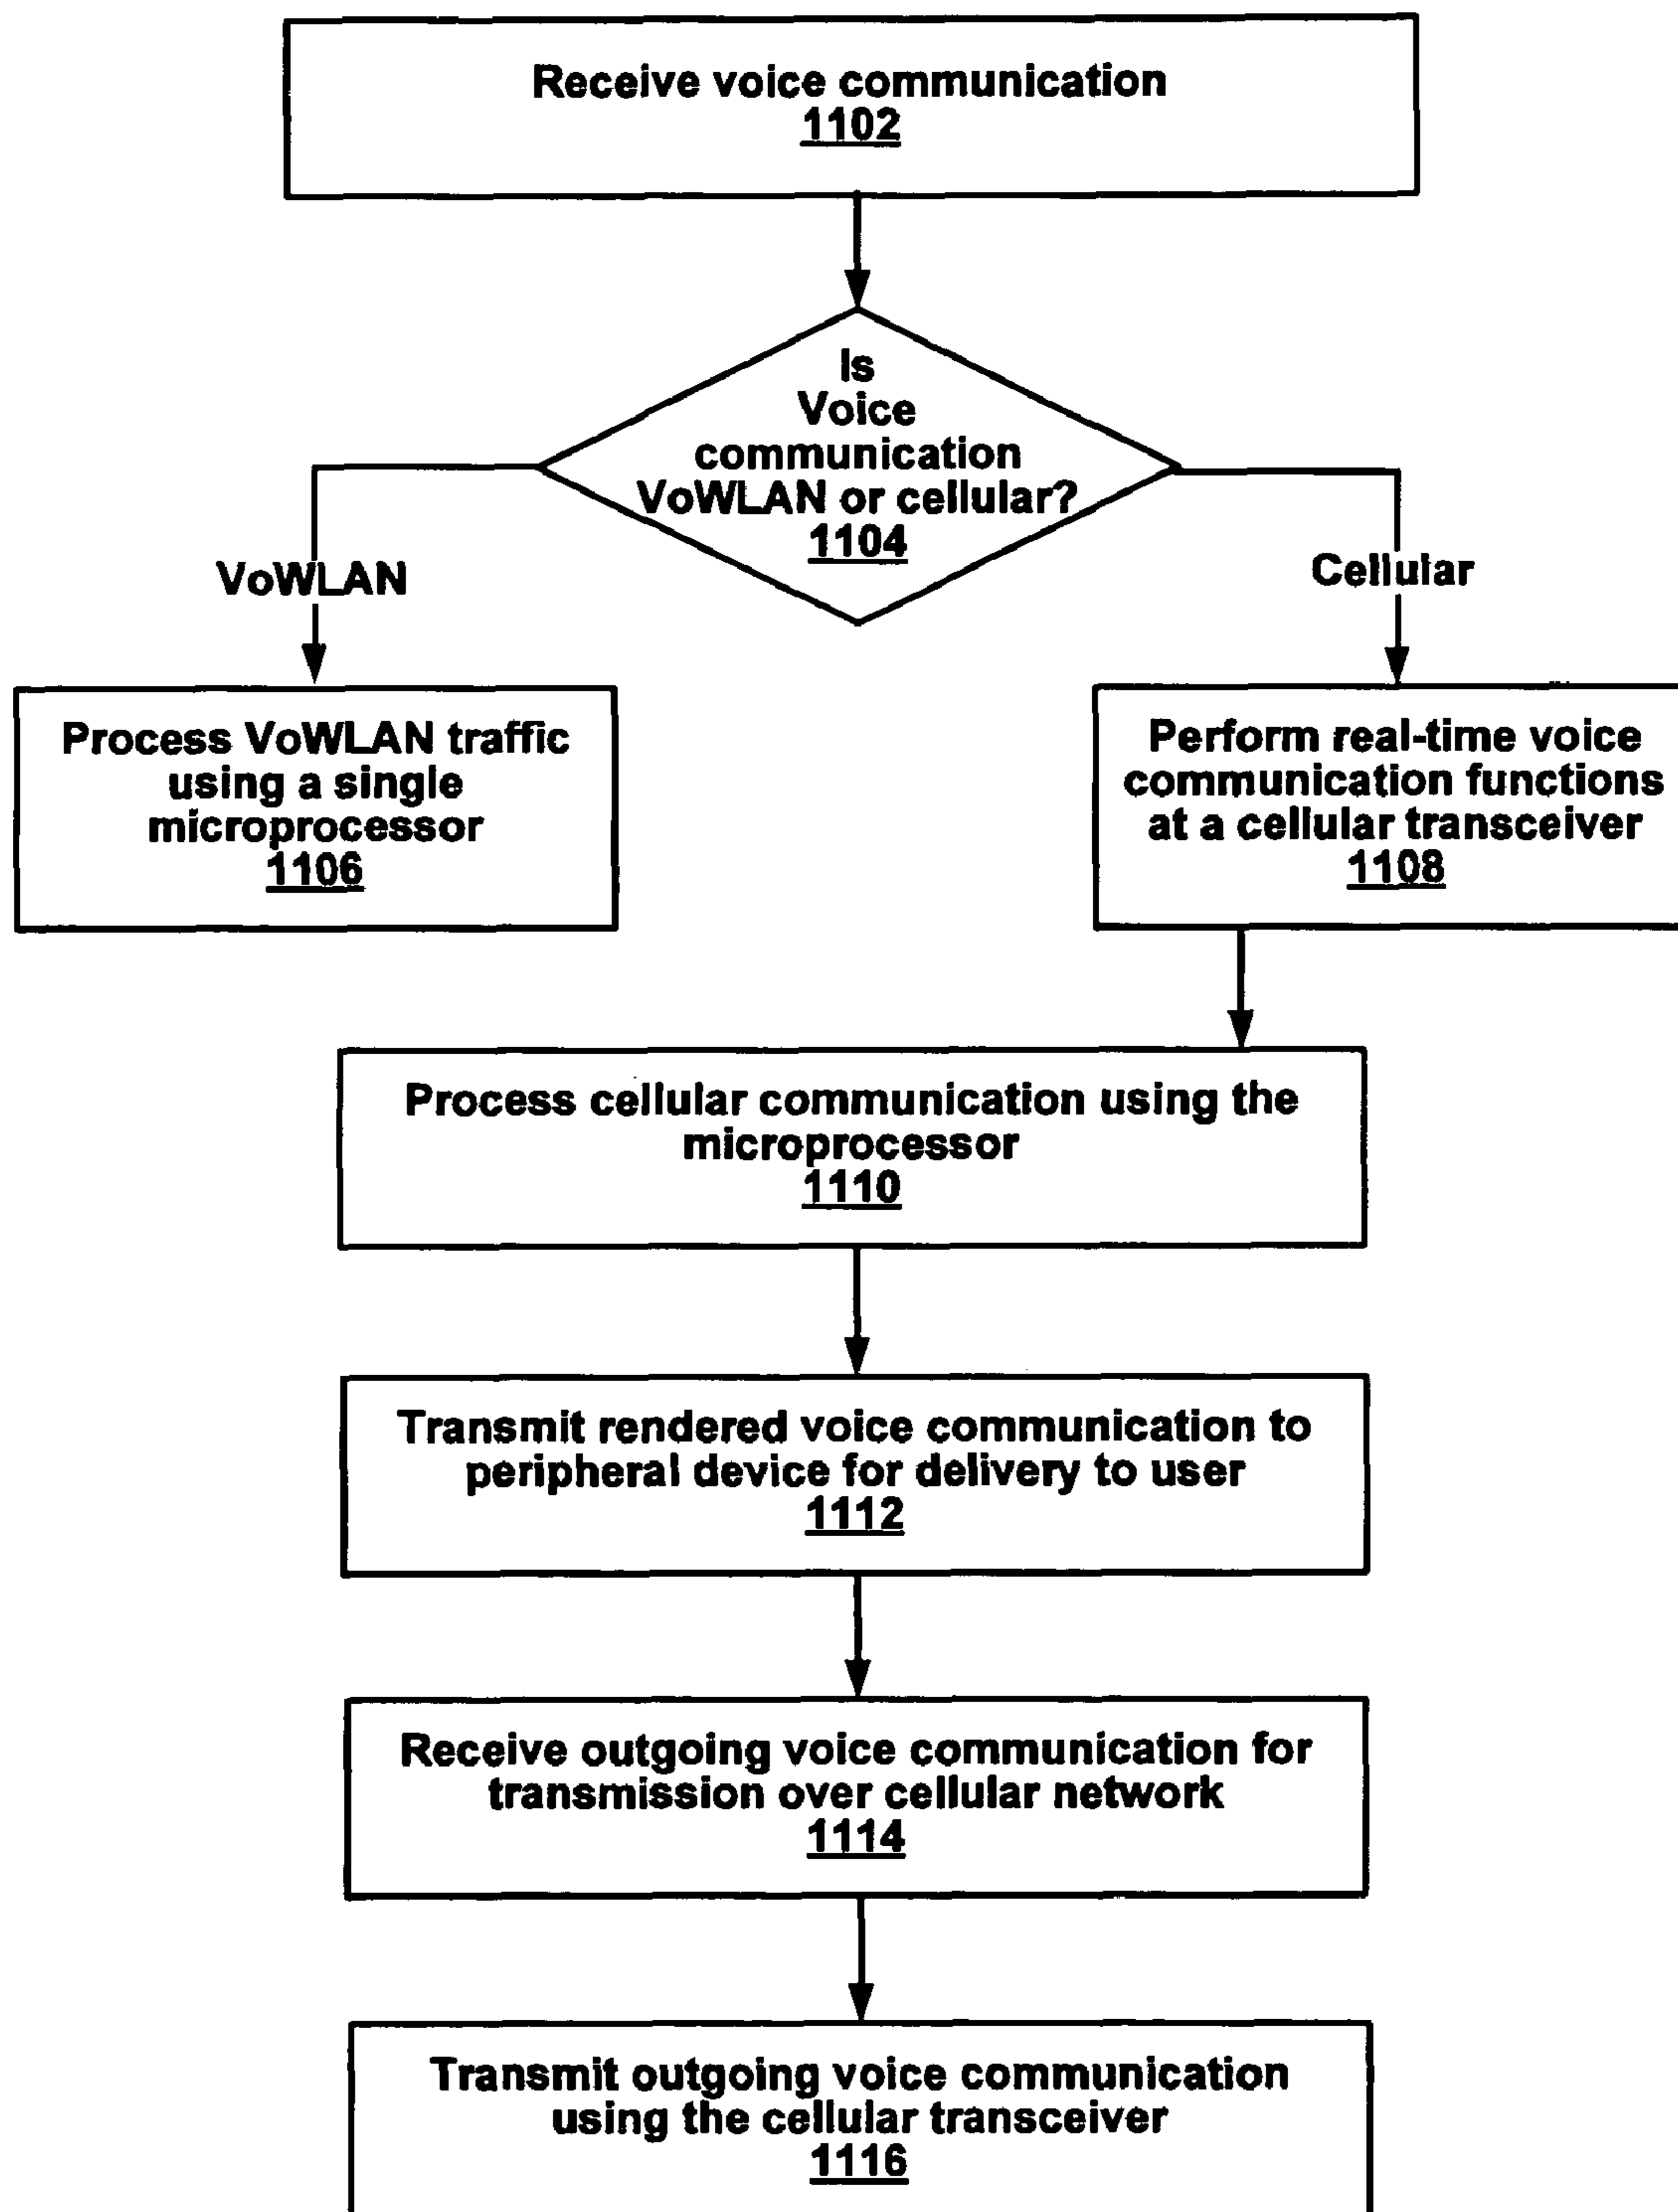 Receive voice communication
1102
Is
Voice
communication
VoWLAN or cellular?
1104
VoWLAN
Cellular
Process VoWLAN traffic
using a single
microprocessor
1106
Perform real-time voice
communication functions
at a cellular transceiver
1108
Process cellular communication using the
microprocessor
1110
Transmit rendered voice communication to
peripheral device for delivery to user
1112
Receive outgoing voice communication for
transmission over cellular network
1114
Transmit outgoing voice communication
using the cellular transceiver
1116